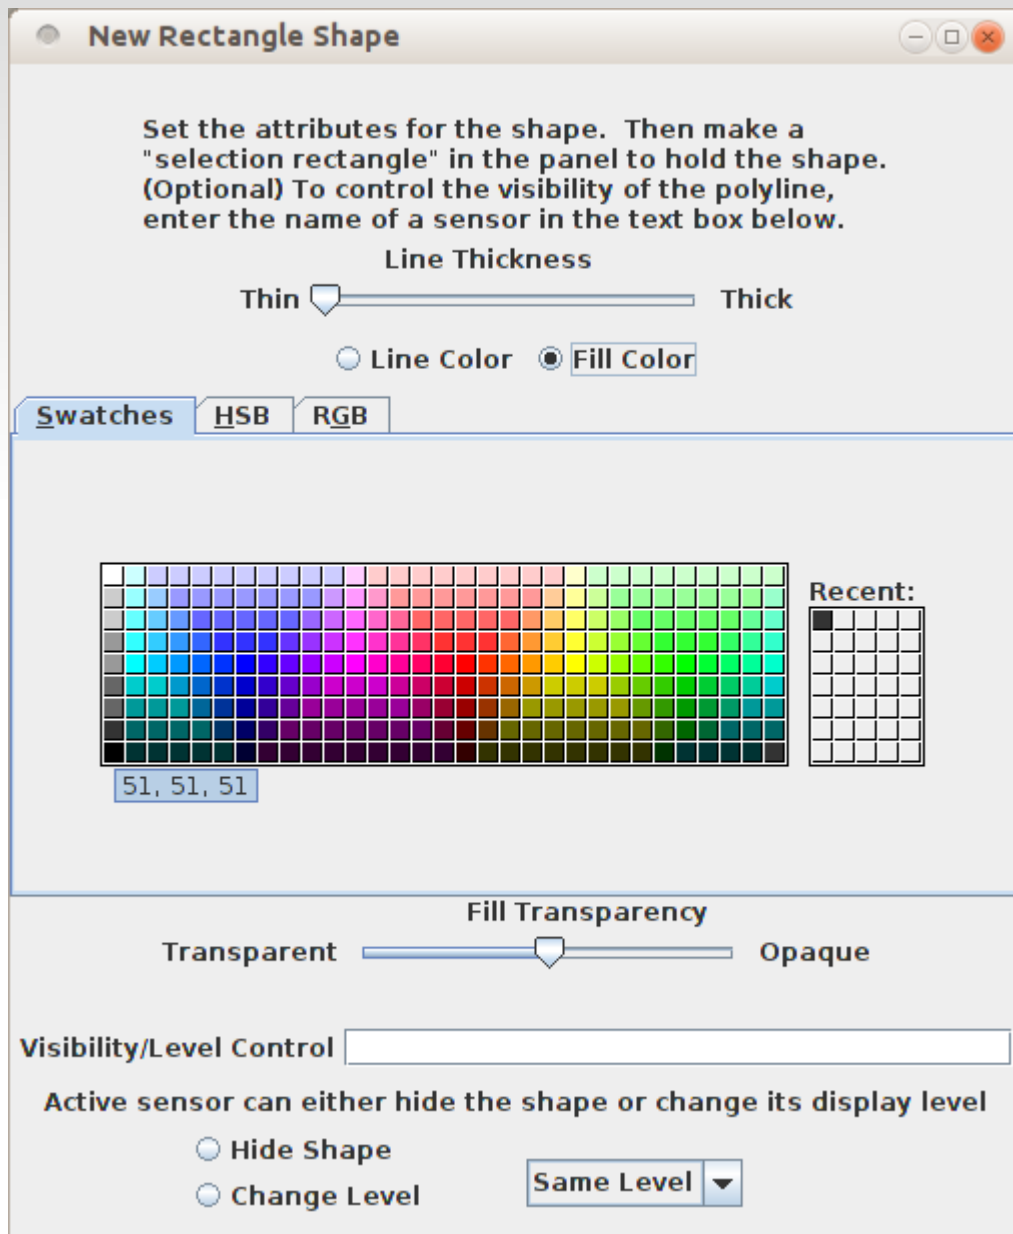 New Rectangle Shape
Set the attributes for the shape.  Then make a
"selection rectangle" in the panel to hold the shape.
(Optional) To control the visibility of the polyline,
enter the name of a sensor in the text box below.
Line Thickness
Thin Thick
Line Color Fill Color
Swatches HSB RGB
Recent:
51, 51, 51
Fill Transparency
Transparent Opaque
Visibility/Level Control
Active sensor can either hide the shape or change its display level
Hide Shape
Same Level
Change Level